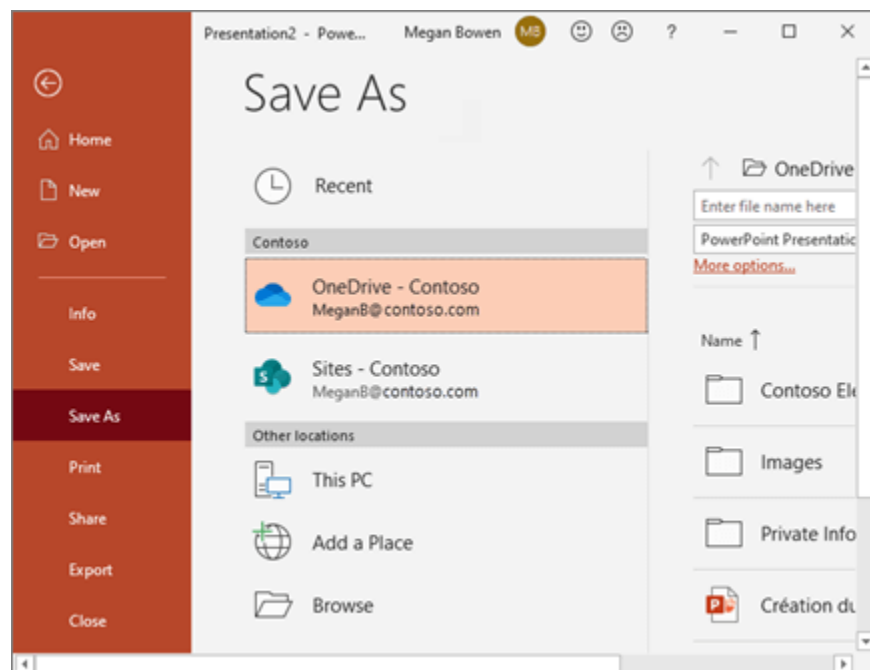 Presentation2 - Powe... Megan Bowen MB ?
Save As
Home
New
Open
Info
Save
Save As
Print
Share
Export
Close
Recent
Contoso
OneDrive - Contoso
MeganB@contoso.com
Sites - Contoso
MeganB@contoso.com
Other locations
This PC
Add a Place
Browse
OneDrive
Enter file name here
PowerPoint Presentatic
More options...
Name ↑
Contoso Ele
Images
Private Info
Création du